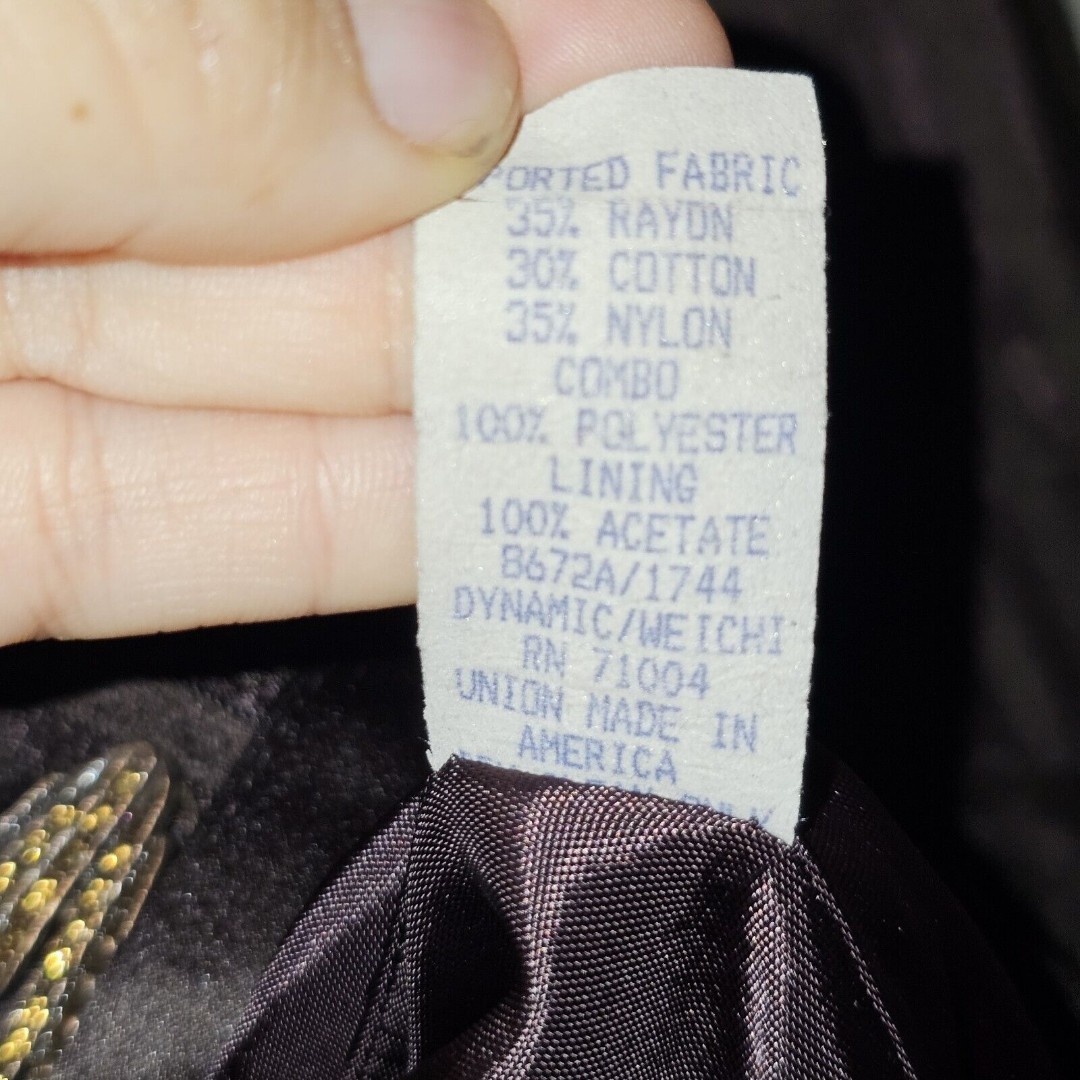 PORTED FABRIC
35% RAYON
30% COTTON
35% NYLON
COMBO
100% POLYESTER
LINING
100% ACETATE
8672A/1744
DYNAMIC/WEICHI
RN 71004
UNION MADE IN
AMERICA